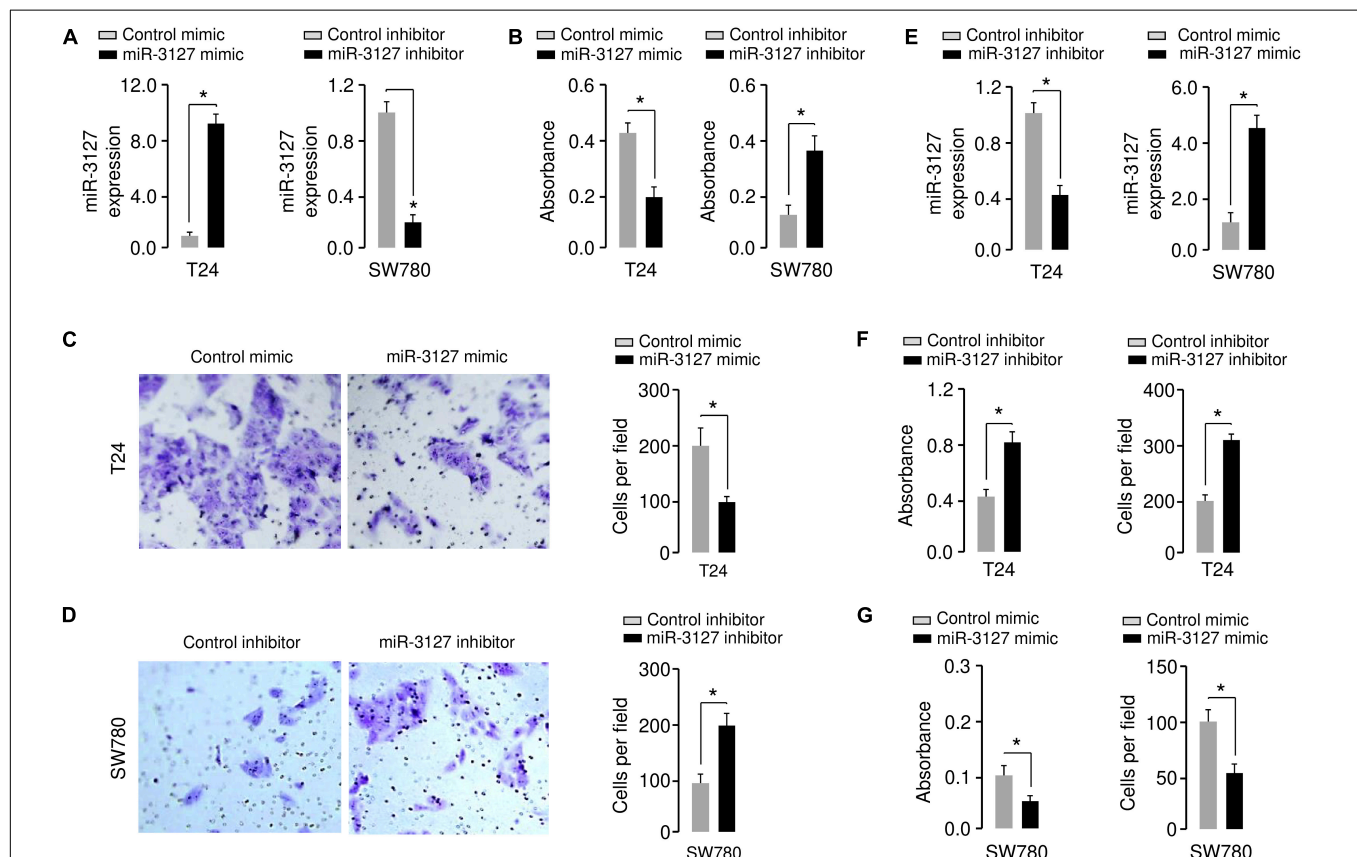 A
Control mimic
miR-3127 mimic
miR-3127 expression
12.0
8.0
4.0
0.0
*
T24
Control inhibitor
miR-3127 inhibitor
miR-3127 expression
1.2
1.2
0.4
0.0
*
SW780
B
Control mimic
miR-3127 mimic
Absorbance
0.6
0.4
0.2
0.0
*
T24
Control inhibitor
miR-3127 inhibitor
Absorbance
0.6
0.4
0.2
0.0
*
SW780
E
Control inhibitor
miR-3127 inhibitor
miR-3127 expression
1.2
0.8
0.4
0.0
*
T24
Control mimic
miR-3127 mimic
miR-3127 expression
6.0
4.0
2.0
0.0
*
SW780
C
Control mimic
miR-3127 mimic
T24
Control mimic
miR-3127 mimic
Cells per field
300
200
100
0
*
T24
F
Control inhibitor
miR-3127 inhibitor
Absorbance
1.2
0.8
0.4
0.0
*
T24
Control inhibitor
miR-3127 inhibitor
Cells per field
400
300
200
0
*
T24
D
Control inhibitor
miR-3127 inhibitor
SW780
Control inhibitor
miR-3127 inhibitor
Cells per field
300
200
100
0
*
SW780
G
Control mimic
miR-3127 mimic
Absorbance
0.3
0.2
0.1
0.0
*
SW780
Control mimic
miR-3127 mimic
Cells per field
150
100
50
0
*
SW780